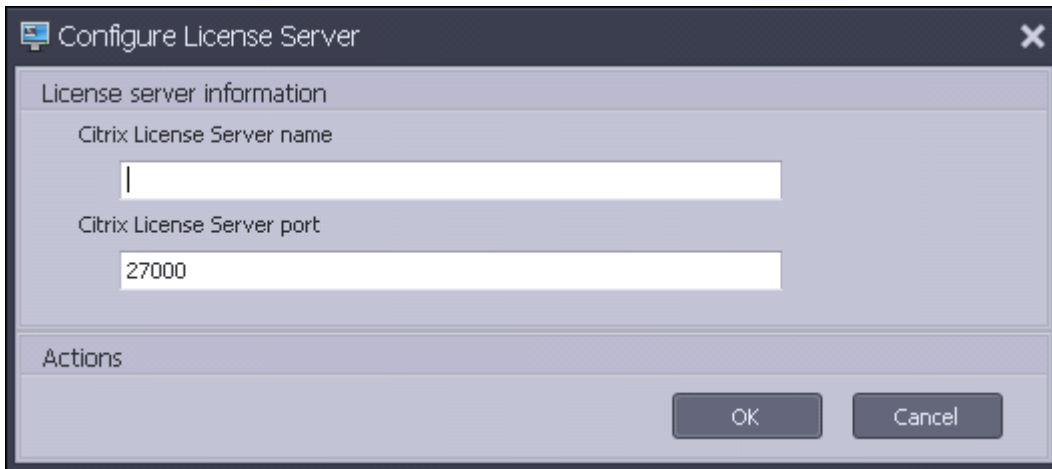 Configure License Server
License server information
Citrix License Server name
Citrix License Server port
27000
Actions
OK
Cancel